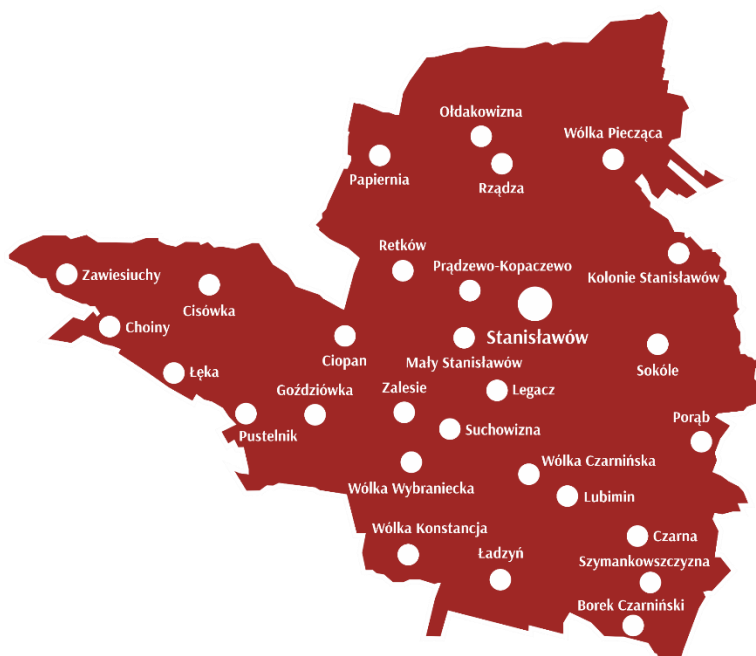 Ołdakowizna
Wólka Piecząca
Papiernia
Rządza
Retków
Prądzewo-Kopaczewo
Kolonie Stanisławów
Zawiesiuchy
Cisówka
Choiny
Stanisławów
Ciopan
Mały Stanisławów
Sokóle
Łęka
Goździówka
Zalesie
Legacz
Pustelnik
Suchowizna
Porąb
Wólka Czarnińska
Wólka Wybraniecka
Lubimin
Wólka Konstancja
Czarna
Ładzyń
Szymankowszczyzna
Borek Czarniński